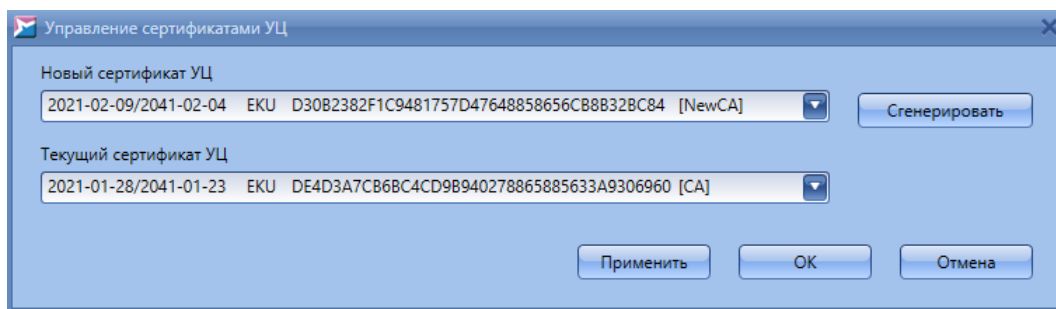 Управление сертификатами УЦ
Новый сертификат УЦ
2021-02-09/2041-02-04 EKU D30B2382F1C9481757D47648858656CB8B32BC84 [NewCA]
Сгенерировать
Текущий сертификат УЦ
2021-01-28/2041-01-23 EKU DE4D3A7CB6BC4CD9B940278865885633A9306960 [CA]
Применить
OK
Отмена